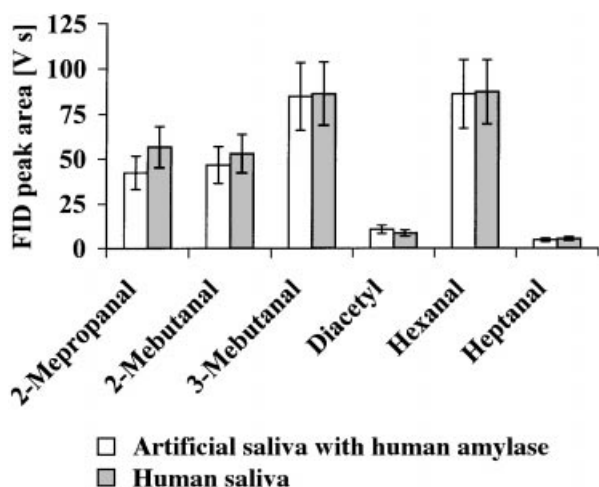 FID peak area [V s]
125
100
75
50
25
0
2-Mepropanal
2-Mebutanal
3-Mebutanal
Diacetyl
Hexanal
Heptanal
Artificial saliva with human amylase
Human saliva